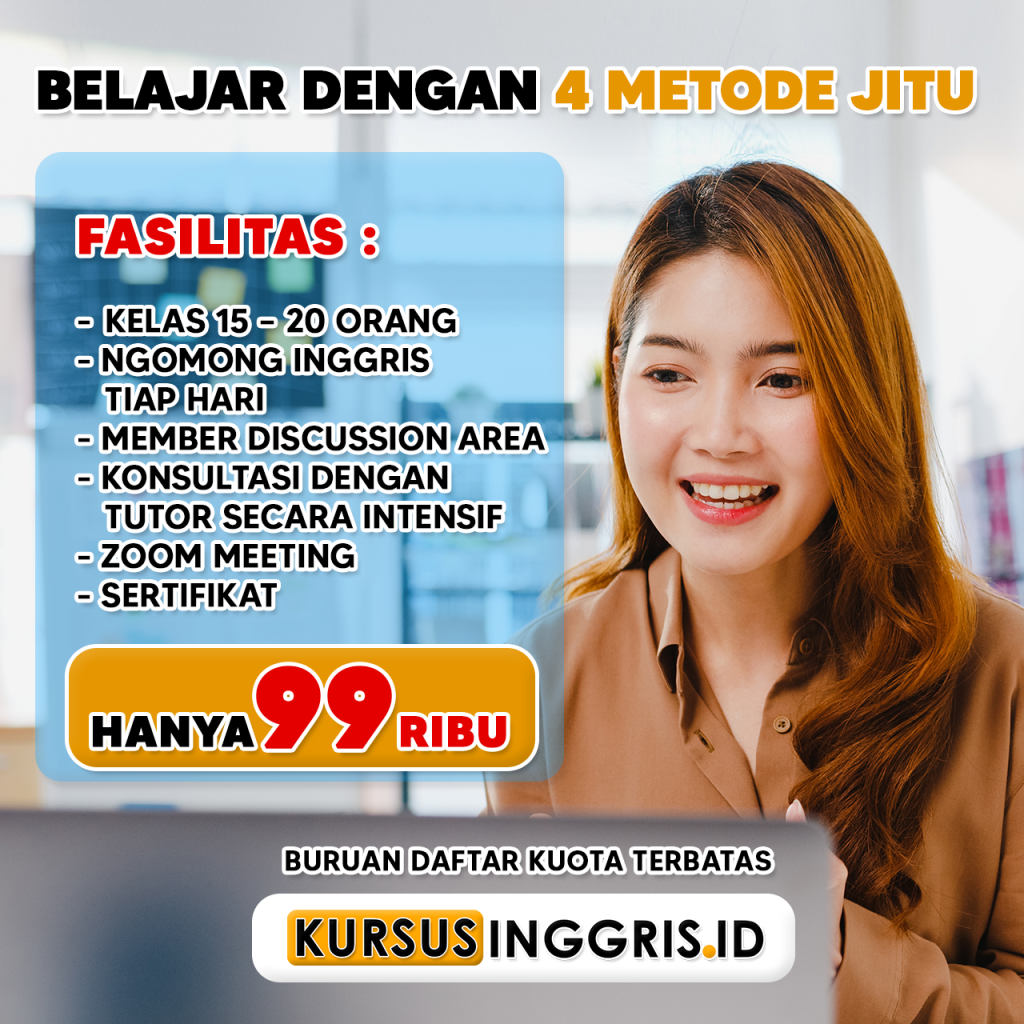 BELAJAR DENGAN 4 METODE JITU
FASILITAS :
- KELAS 15 - 20 ORANG
- NGOMONG INGGRIS
TIAP HARI
- MEMBER DISCUSSION AREA
- KONSULTASI DENGAN
TUTOR SECARA INTENSIF
- ZOOM MEETING
- SERTIFIKAT
HANYA 99 RIBU
BURUAN DAFTAR KUOTA TERBATAS
KURSUSINGGRIS.ID